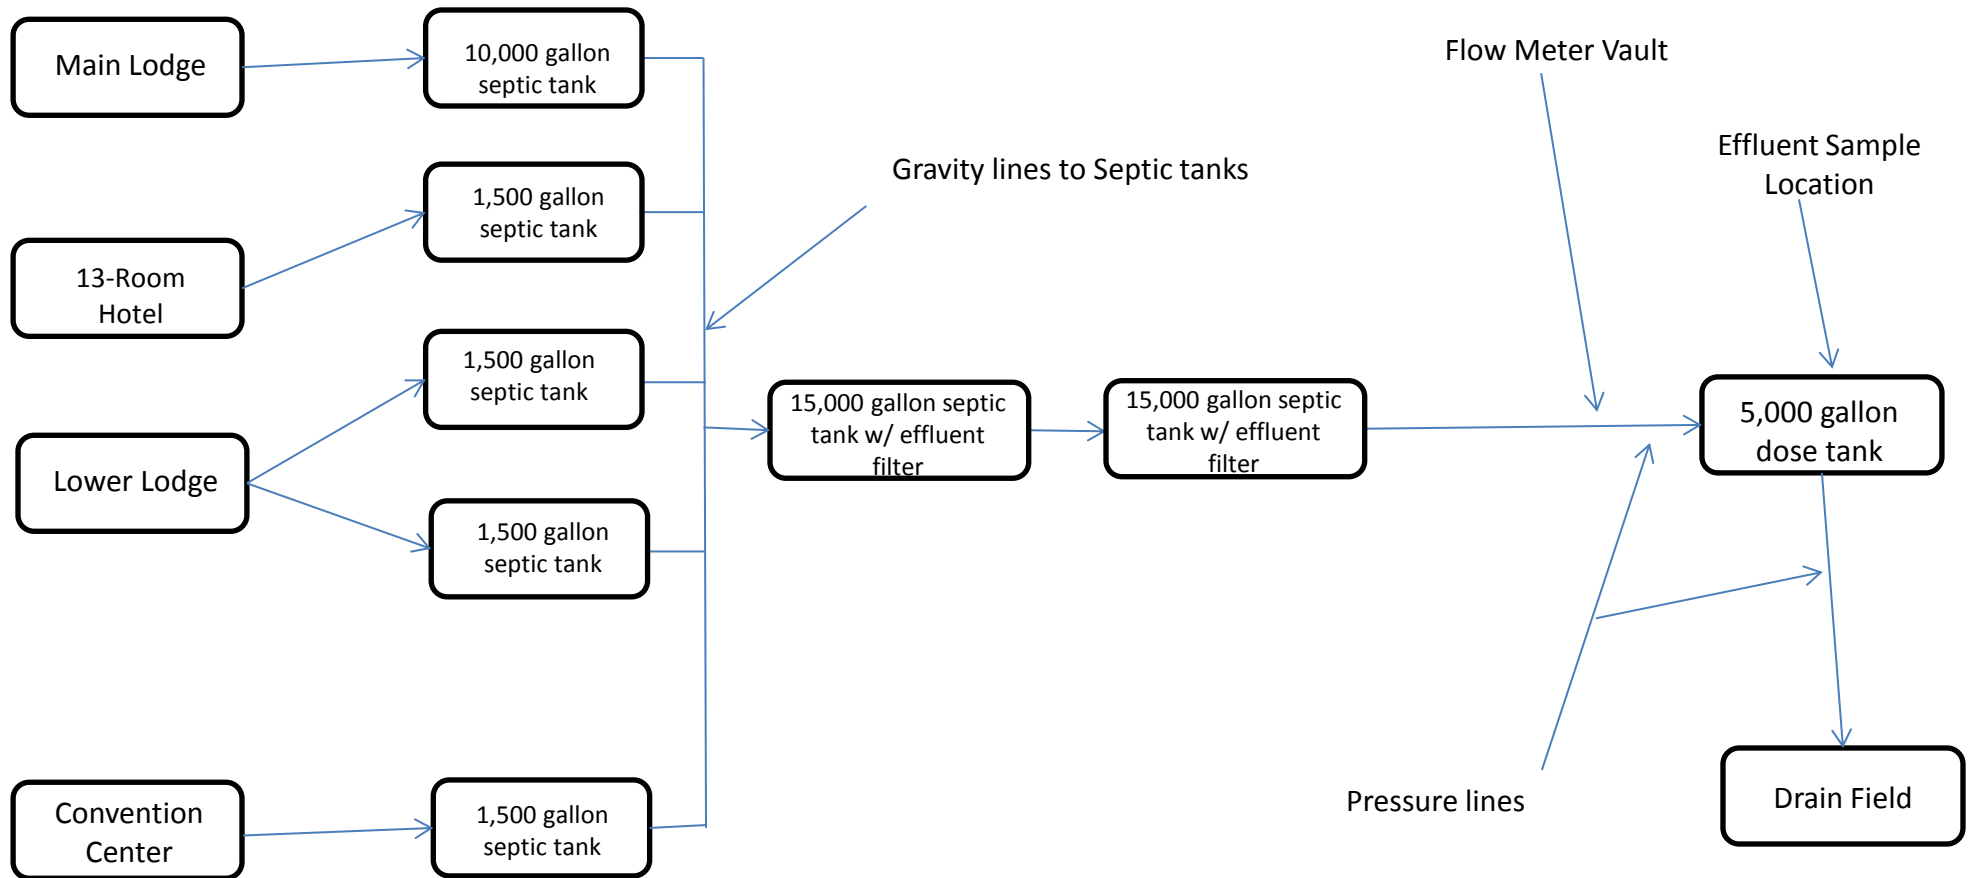 Main Lodge
10,000 gallon
septic tank
Flow Meter Vault
Effluent Sample
Location
Gravity lines to Septic tanks
1,500 gallon
septic tank
13-Room
Hotel
1,500 gallon
septic tank
15,000 gallon septic
tank w/ effluent
filter
15,000 gallon septic
tank w/ effluent
filter
5,000 gallon
dose tank
Lower Lodge
1,500 gallon
septic tank
Pressure lines
Drain Field
Convention
Center
1,500 gallon
septic tank